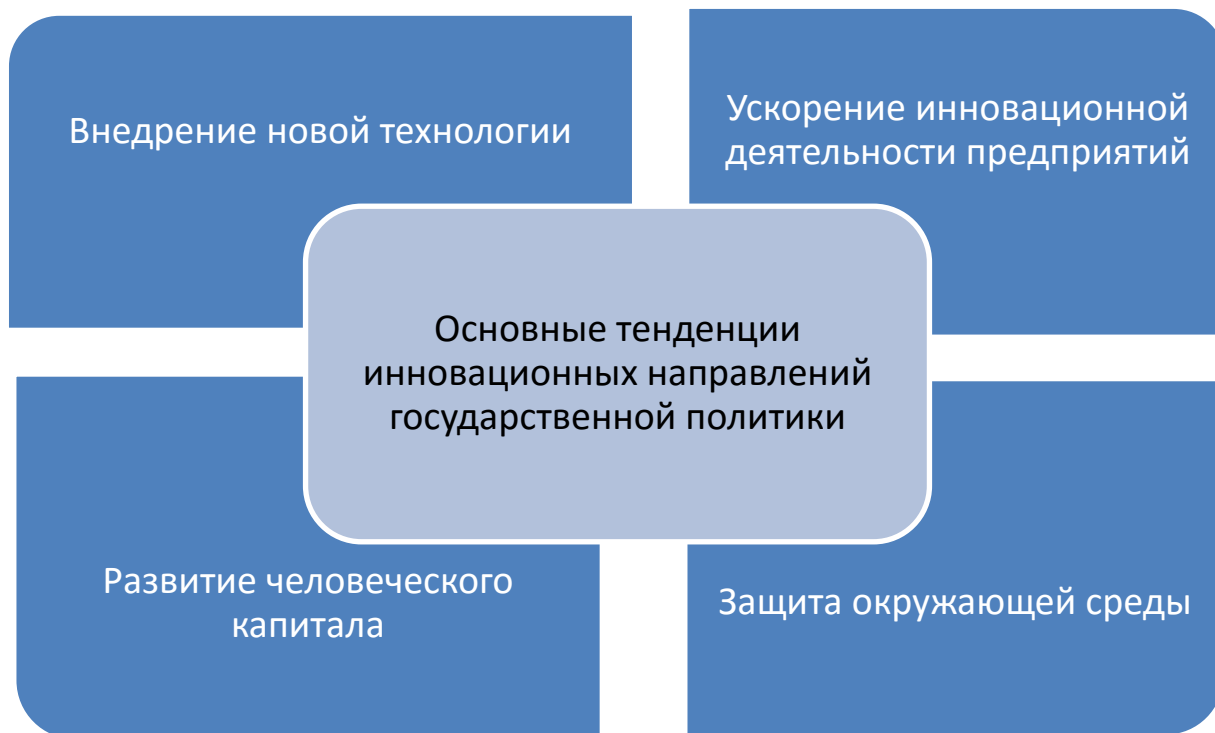 Внедрение новой технологии
Ускорение инновационной
деятельности предприятий
Основные тенденции
инновационных направлений
государственной политики
Развитие человеческого
капитала
Защита окружающей среды